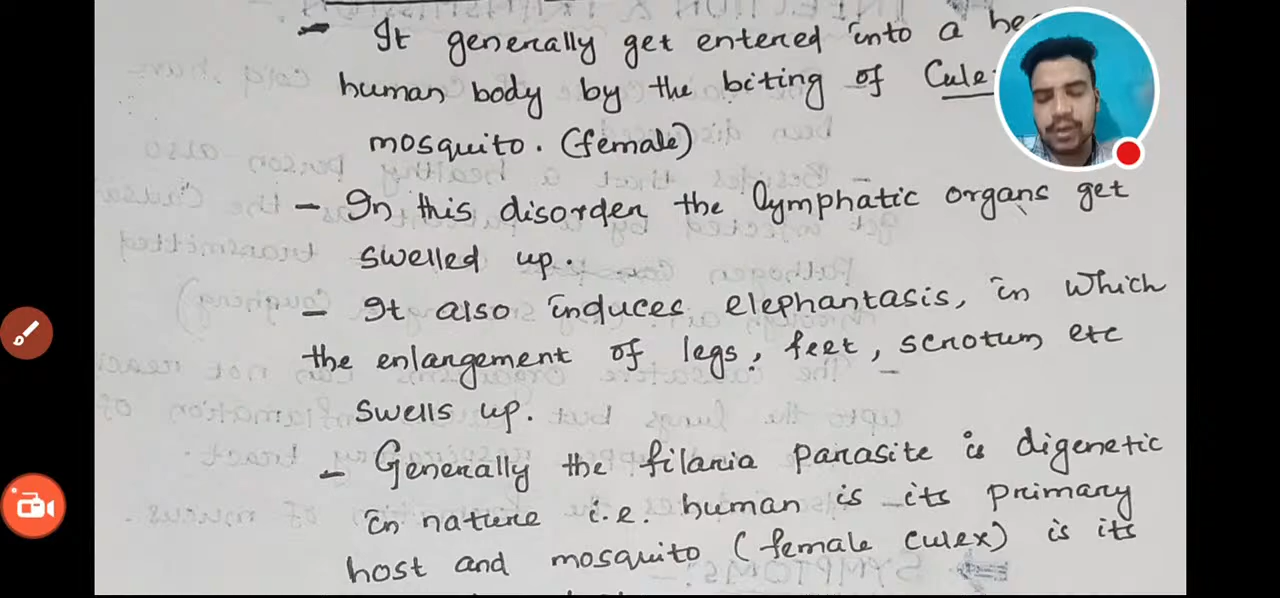 - It generally get entered into a
human body by the biting of
mosquito. (female)
- In this disorder the lymphatic organs get
swelled up.
- It also induces elephantasis, in which
the enlargement of legs, feet, scrotum etc
swells up.
- Generally the filaria parasite is digenetic
in nature i.e. human is its primary
host and mosquito (female culex) is its